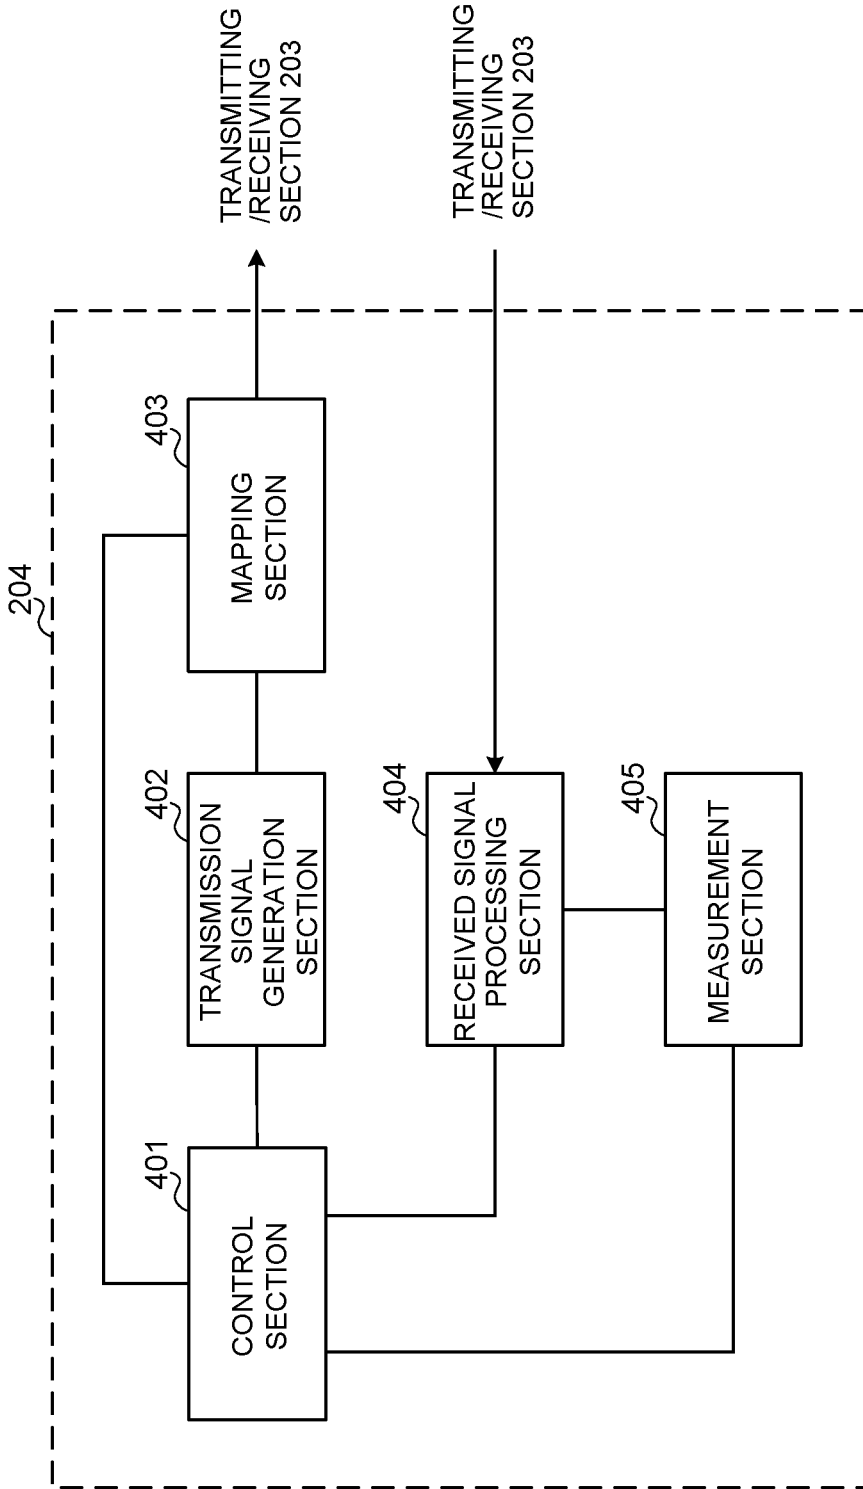 204
401
CONTROL
SECTION
402
TRANSMISSION
SIGNAL
GENERATION
SECTION
403
MAPPING
SECTION
TRANSMITTING
/RECEIVING
SECTION 203
404
RECEIVED SIGNAL
PROCESSING
SECTION
TRANSMITTING
/RECEIVING
SECTION 203
405
MEASUREMENT
SECTION